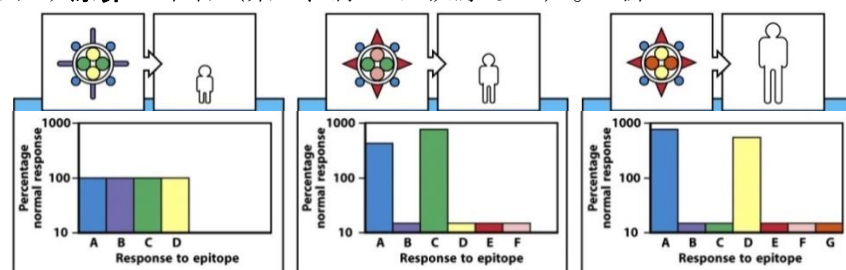 1000
100
10
Percentage
normal response
A B C D
Response to epitope
1000
100
10
Percentage
normal response
A B C D E F
Response to epitope
1000
100
10
Percentage
normal response
A B C D E F G
Response to epitope